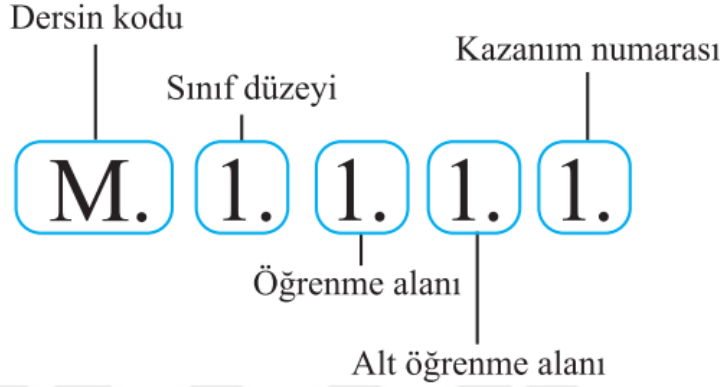 Dersin kodu
Kazanım numarası
Sınıf düzeyi
M. 1. 1. 1. 1.
Öğrenme alanı
Alt öğrenme alanı